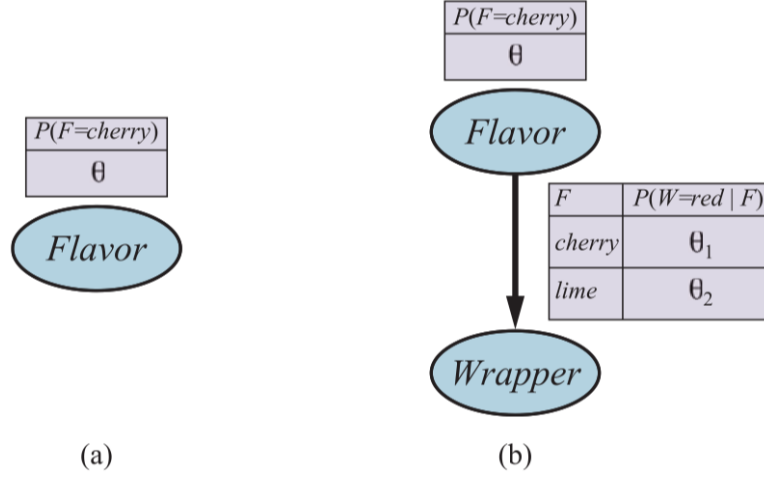 P(F=cherry)
θ
Flavor
(a)
P(F=cherry)
θ
Flavor
F P(W=red | F)
cherry θ₁
lime θ₂
Wrapper
(b)